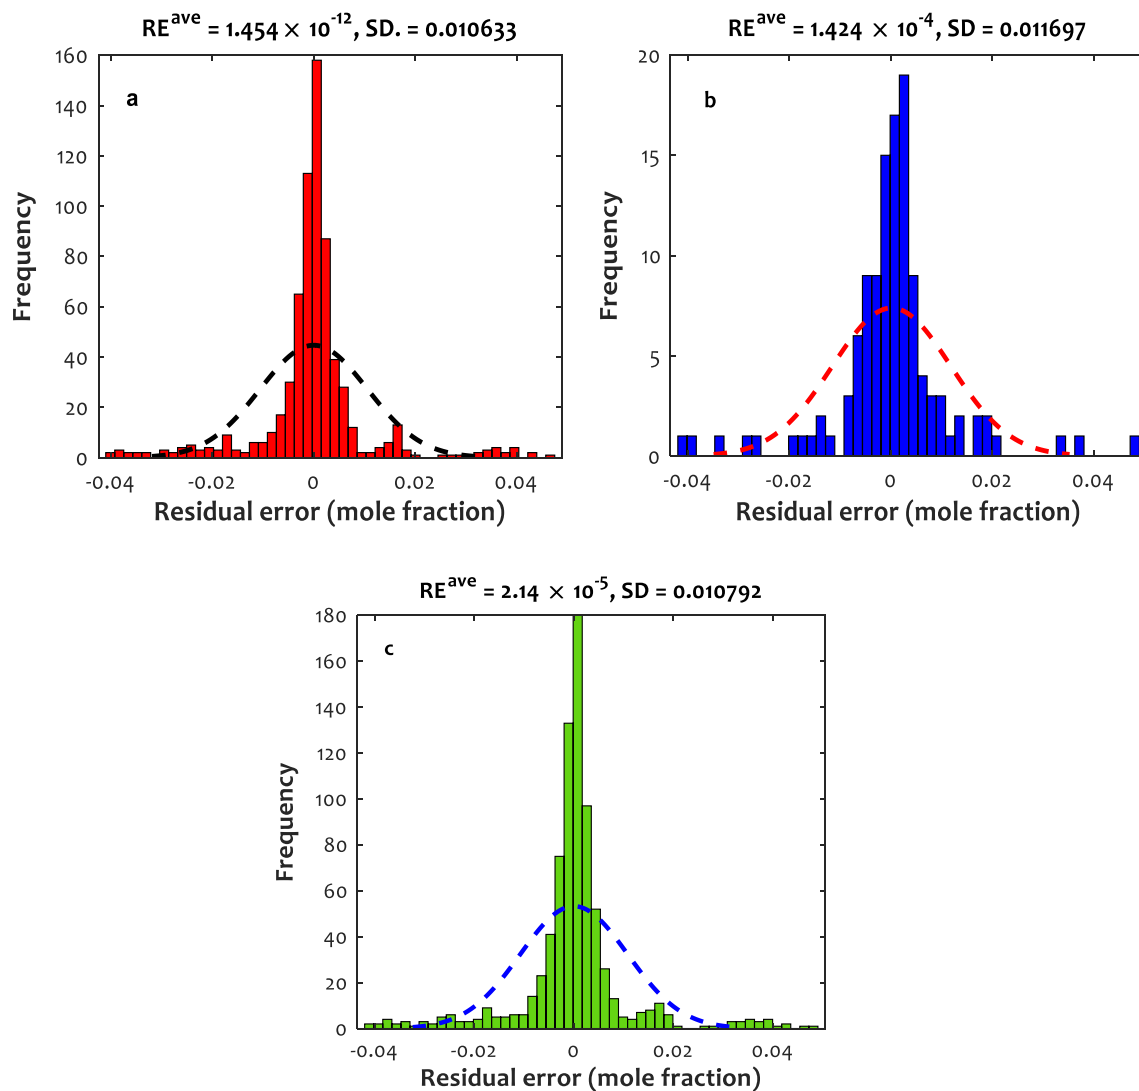 RE^ave = 1.454 × 10^-12, SD. = 0.010633
a
160
140
120
100
80
60
40
20
0
Frequency
-0.04 -0.02 0 0.02 0.04
Residual error (mole fraction)
RE^ave = 1.424 × 10^-4, SD = 0.011697
b
20
15
10
5
0
Frequency
-0.04 -0.02 0 0.02 0.04
Residual error (mole fraction)
RE^ave = 2.14 × 10^-5, SD = 0.010792
c
180
160
140
120
100
80
60
40
20
0
Frequency
-0.04 -0.02 0 0.02 0.04
Residual error (mole fraction)